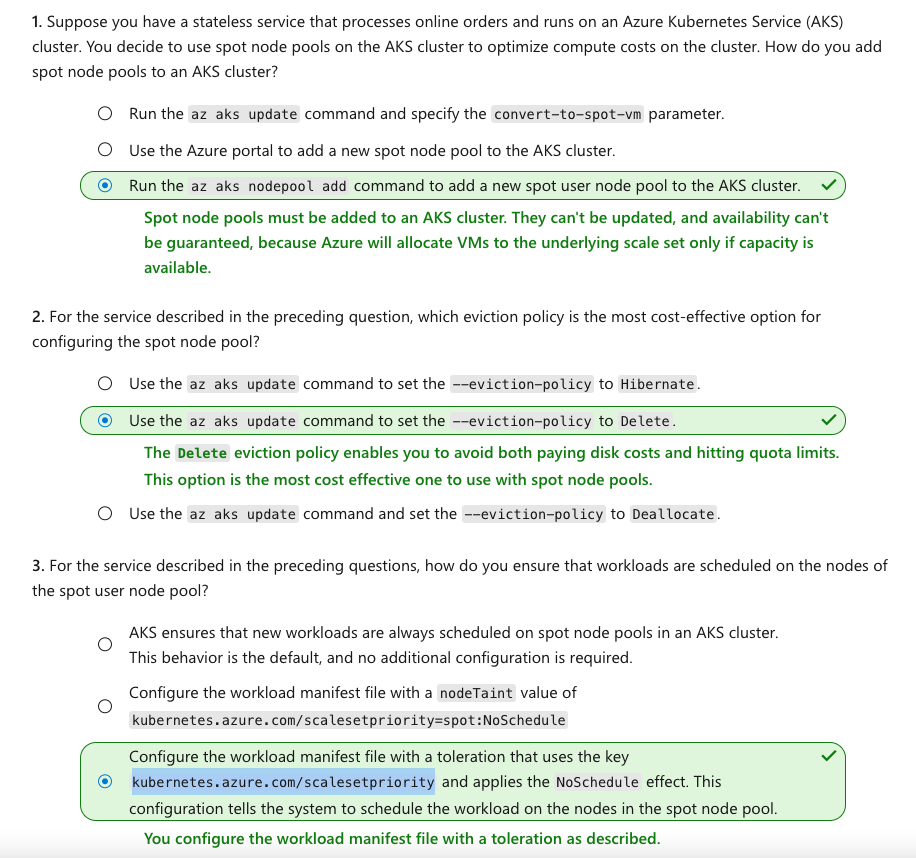 1. Suppose you have a stateless service that processes online orders and runs on an Azure Kubernetes Service (AKS)
cluster. You decide to use spot node pools on the AKS cluster to optimize compute costs on the cluster. How do you add
spot node pools to an AKS cluster?
Run the az aks update command and specify the convert-to-spot-vm parameter.
Use the Azure portal to add a new spot node pool to the AKS cluster.
Run the az aks nodepool add command to add a new spot user node pool to the AKS cluster.
Spot node pools must be added to an AKS cluster. They can't be updated, and availability can't
be guaranteed, because Azure will allocate VMs to the underlying scale set only if capacity is
available.
2. For the service described in the preceding question, which eviction policy is the most cost-effective option for
configuring the spot node pool?
Use the az aks update command to set the --eviction-policy to Hibernate.
Use the az aks update command to set the --eviction-policy to Delete.
The Delete eviction policy enables you to avoid both paying disk costs and hitting quota limits.
This option is the most cost effective one to use with spot node pools.
Use the az aks update command and set the --eviction-policy to Deallocate.
3. For the service described in the preceding questions, how do you ensure that workloads are scheduled on the nodes of
the spot user node pool?
AKS ensures that new workloads are always scheduled on spot node pools in an AKS cluster.
This behavior is the default, and no additional configuration is required.
Configure the workload manifest file with a nodeTaint value of
kubernetes.azure.com/scalesetpriority=spot:NoSchedule
Configure the workload manifest file with a toleration that uses the key
kubernetes.azure.com/scalesetpriority and applies the NoSchedule effect. This
configuration tells the system to schedule the workload on the nodes in the spot node pool.
You configure the workload manifest file with a toleration as described.